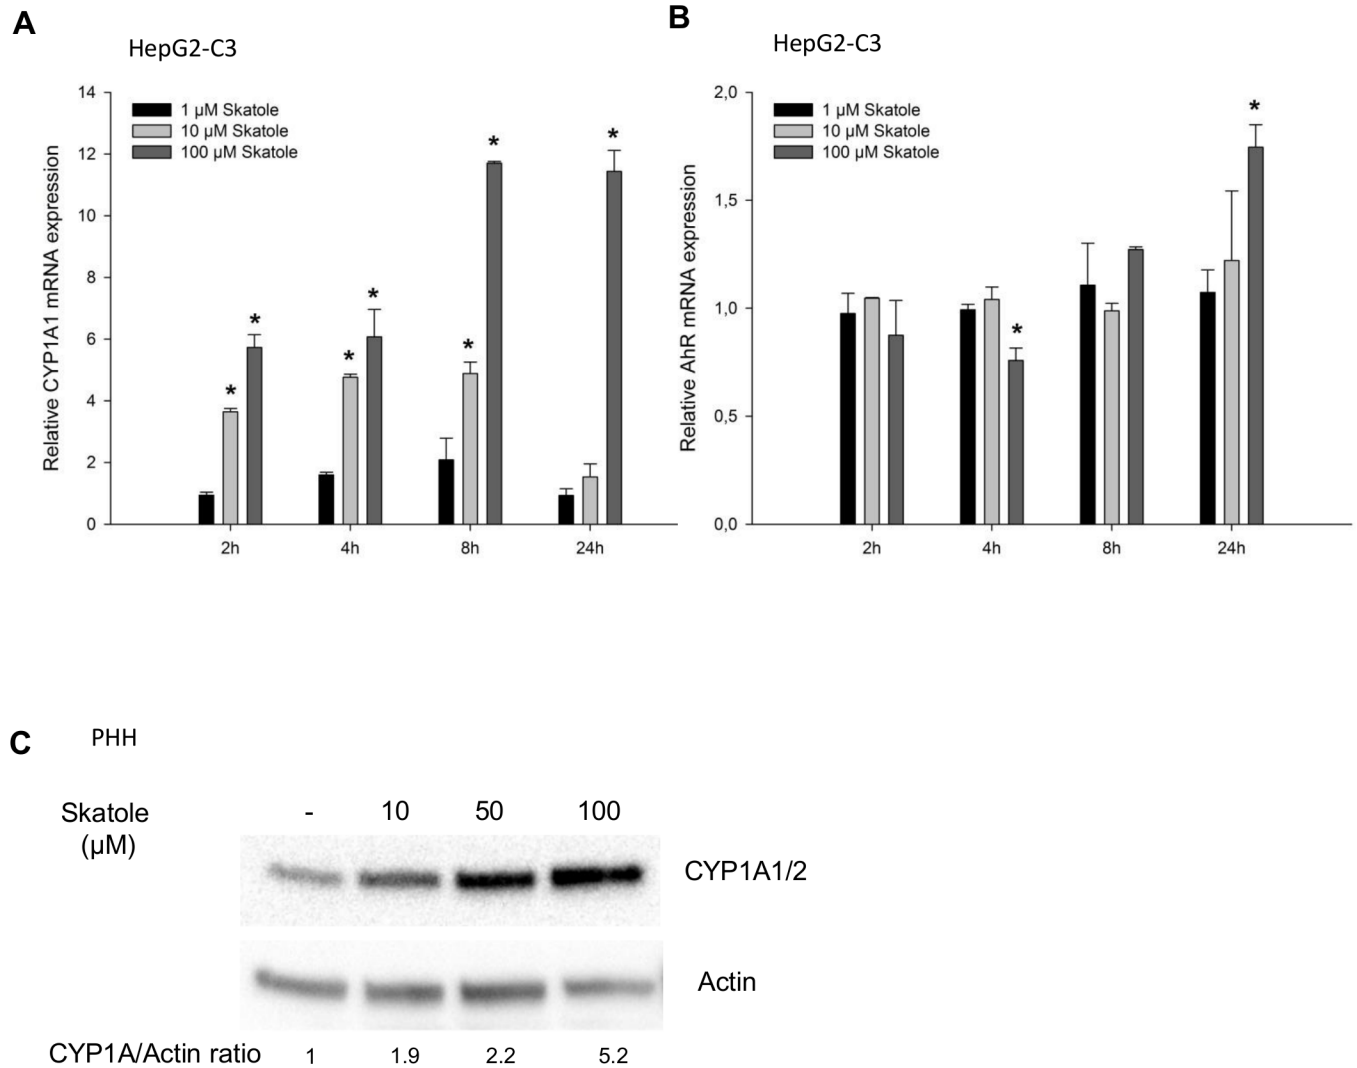 A
HepG2-C3
14
12
10
8
6
4
2
0
Relative CYP1A1 mRNA expression
1 µM Skatole
10 µM Skatole
100 µM Skatole
*
*
*
*
*
*
*
2h
4h
8h
24h
B
HepG2-C3
2,0
1,5
1,0
0,5
0,0
Relative AhR mRNA expression
1 µM Skatole
10 µM Skatole
100 µM Skatole
*
*
2h
4h
8h
24h
C
PHH
Skatole
(µM)
- 10 50 100
CYP1A1/2
Actin
CYP1A/Actin ratio 1 1.9 2.2 5.2